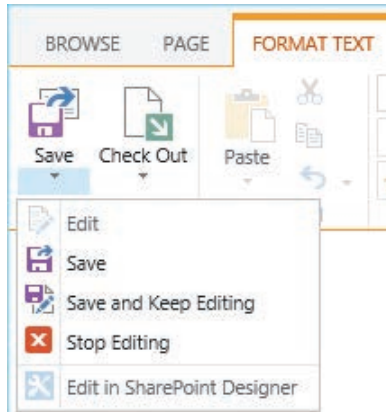 BROWSE PAGE FORMAT TEXT
Save Check Out Paste
Edit
Save
Save and Keep Editing
Stop Editing
Edit in SharePoint Designer